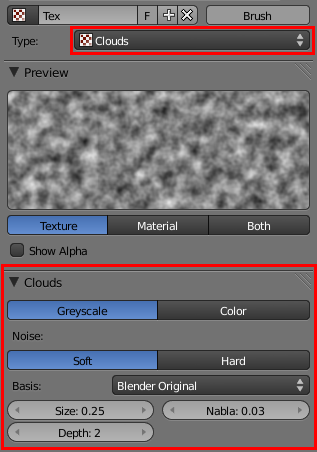 Tex F Brush
Type: Clouds
Preview
Texture Material Both
Show Alpha
Clouds
Greyscale Color
Noise:
Soft Hard
Basis: Blender Original
Size: 0.25 Nabla: 0.03
Depth: 2